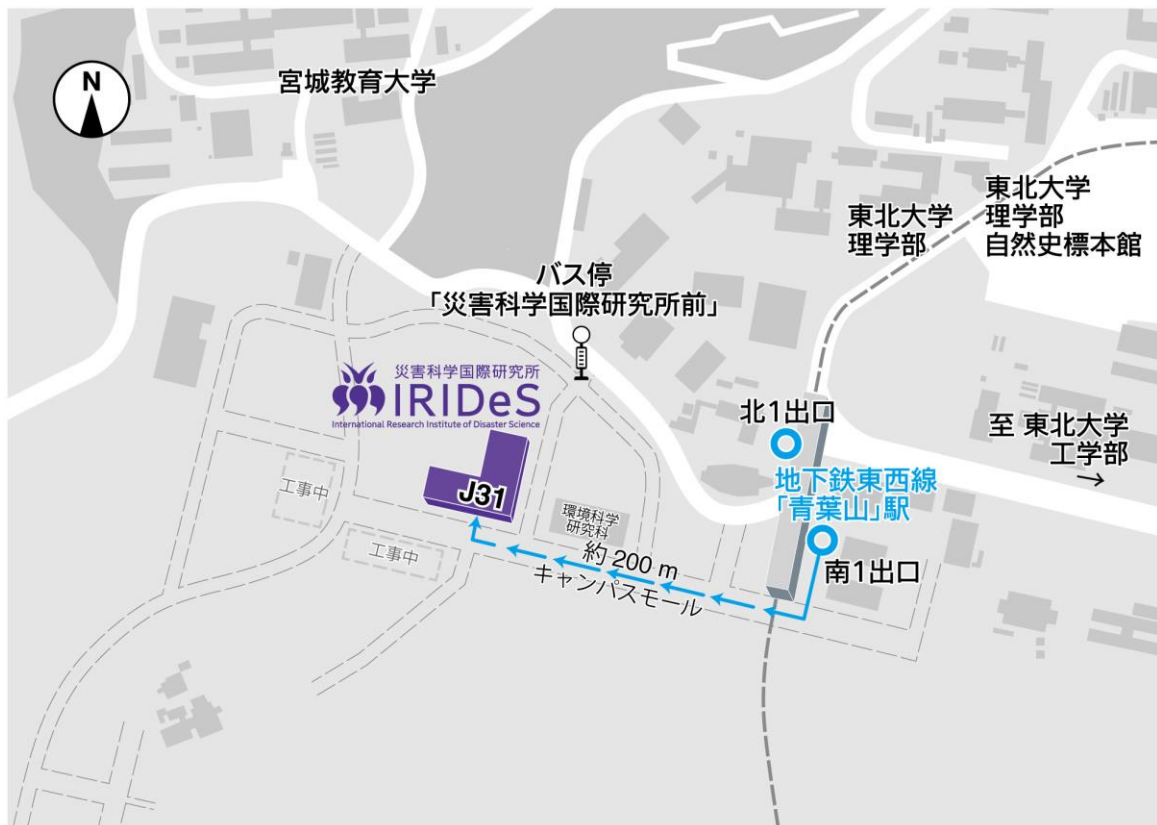 N
宮城教育大学
東北大学
理学部
東北大学
理学部
自然史標本館
バス停
「災害科学国際研究所前」
災害科学国際研究所
IRIDeS
International Research Institute of Disaster Science
北1出口
至 東北大学
工学部
→
地下鉄東西線
「青葉山」駅
J31
工事中
環境科学
研究科
工事中
約 200 m
キャンパスモール
南1出口